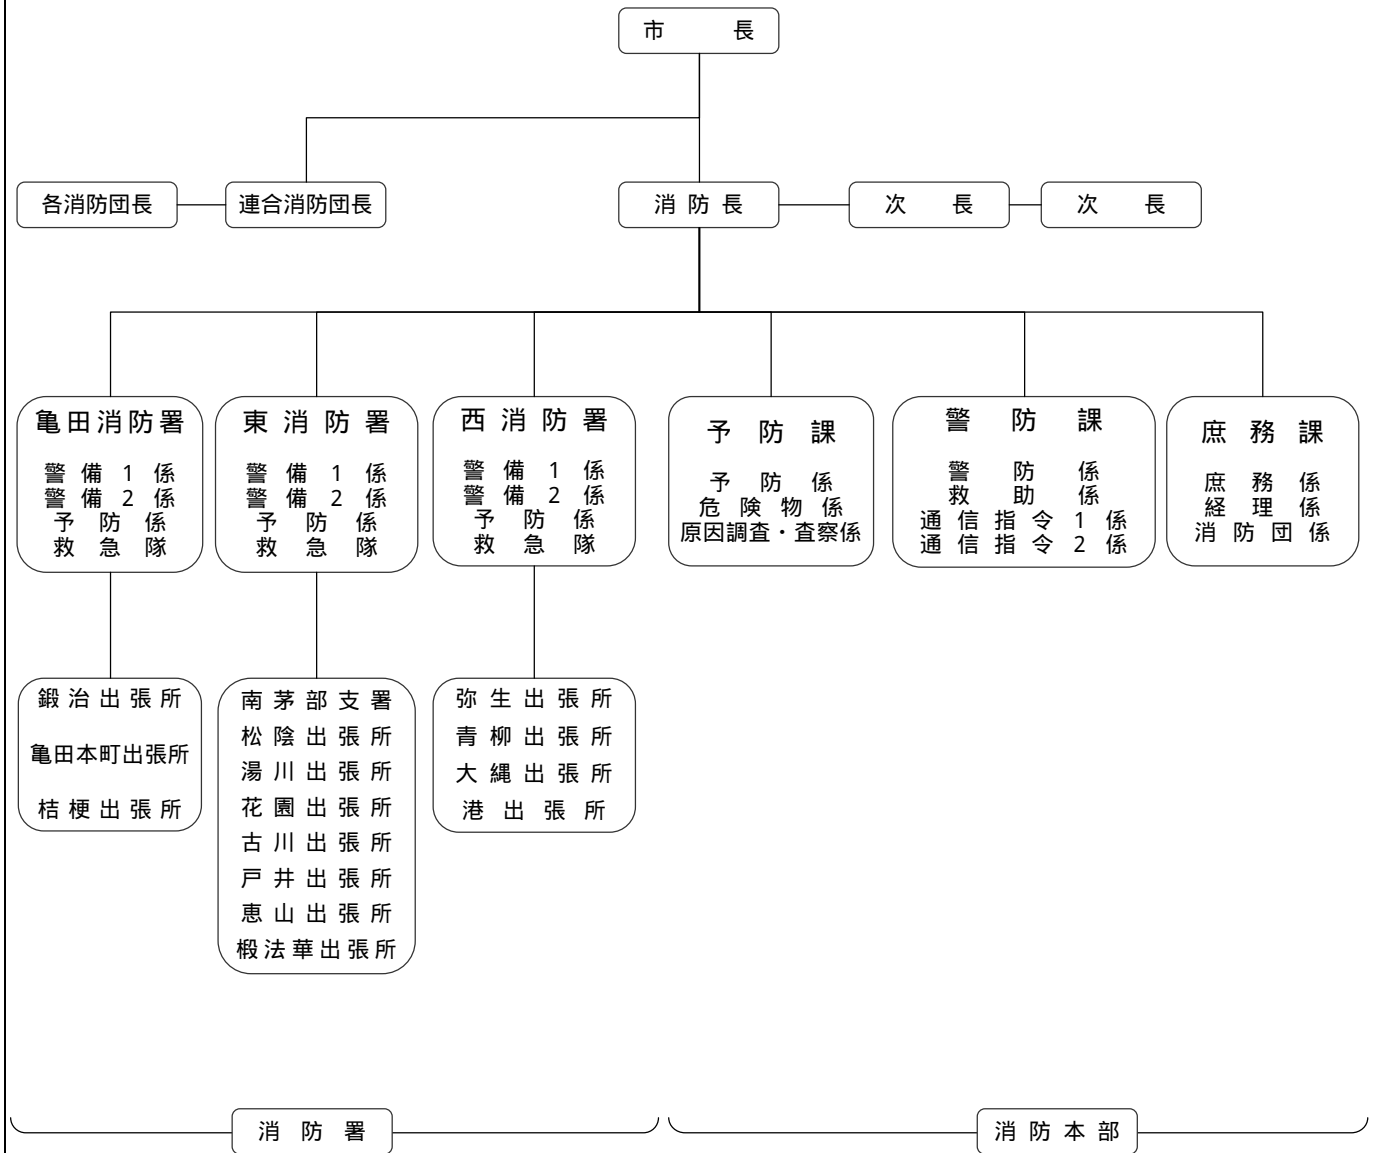 市長
各消防団長
連合消防団長
消防長
次長
次長
亀田消防署
警備1係
警備2係
予防係
救急隊
東消防署
警備1係
警備2係
予防係
救急隊
西消防署
警備1係
警備2係
予防係
救急隊
予防課
予防係
危険物係
原因調査・査察係
警防課
警防係
救助係
通信指令1係
通信指令2係
庶務課
庶務係
経理係
消防団係
鍛治出張所
亀田本町出張所
桔梗出張所
南茅部支署
松陰出張所
湯川出張所
花園出張所
古川出張所
戸井出張所
恵山出張所
椴法華出張所
弥生出張所
青柳出張所
大縄出張所
港出張所
消防署
消防本部